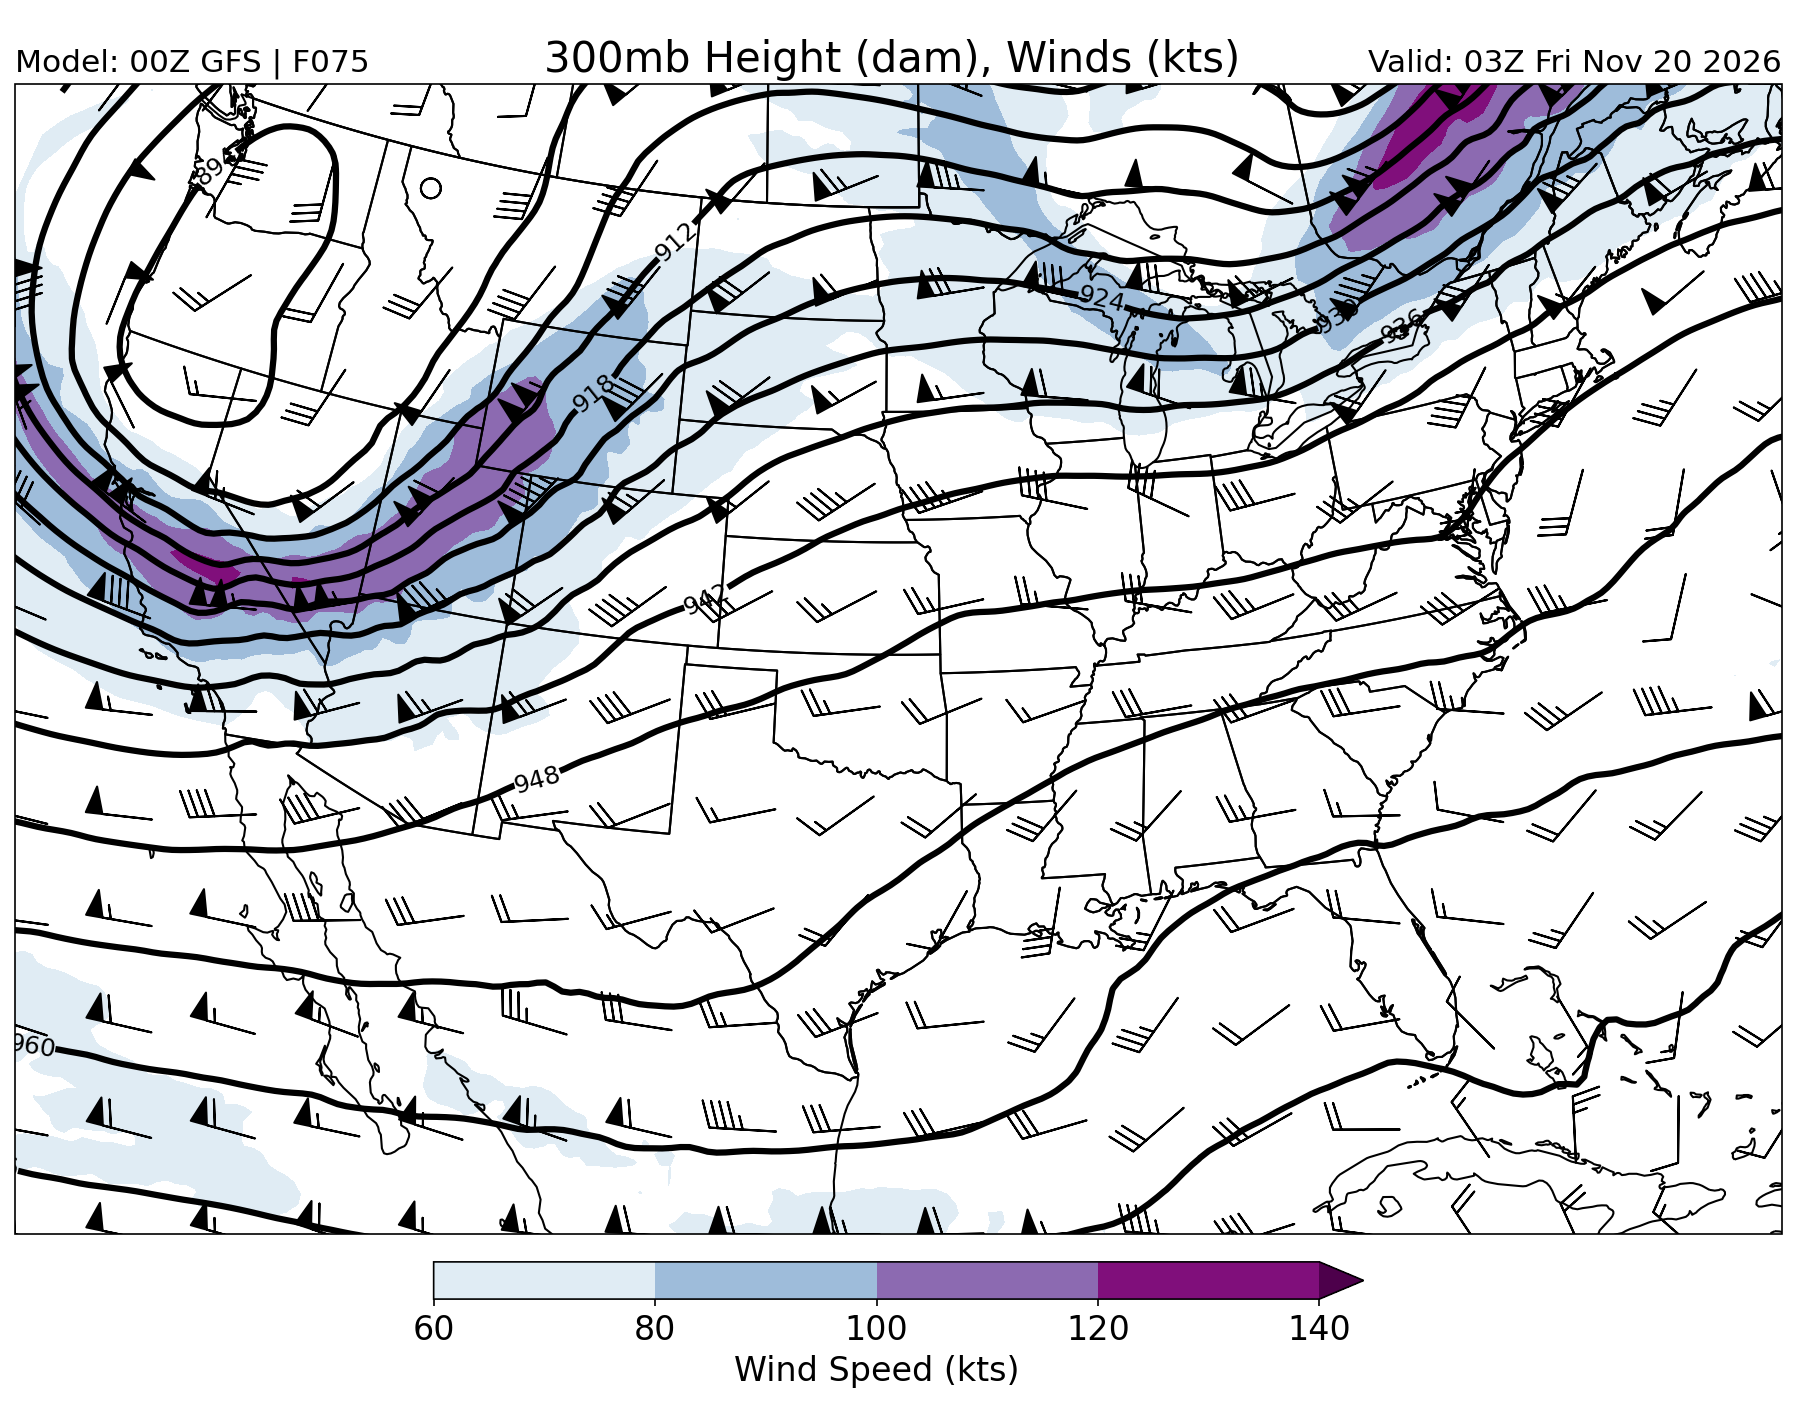 Model: 00Z GFS | F075
300mb Height (dam), Winds (kts)
Valid: 03Z Fri Nov 20 2026
912
924
930
936
918
942
948
960
60 80 100 120 140
Wind Speed (kts)